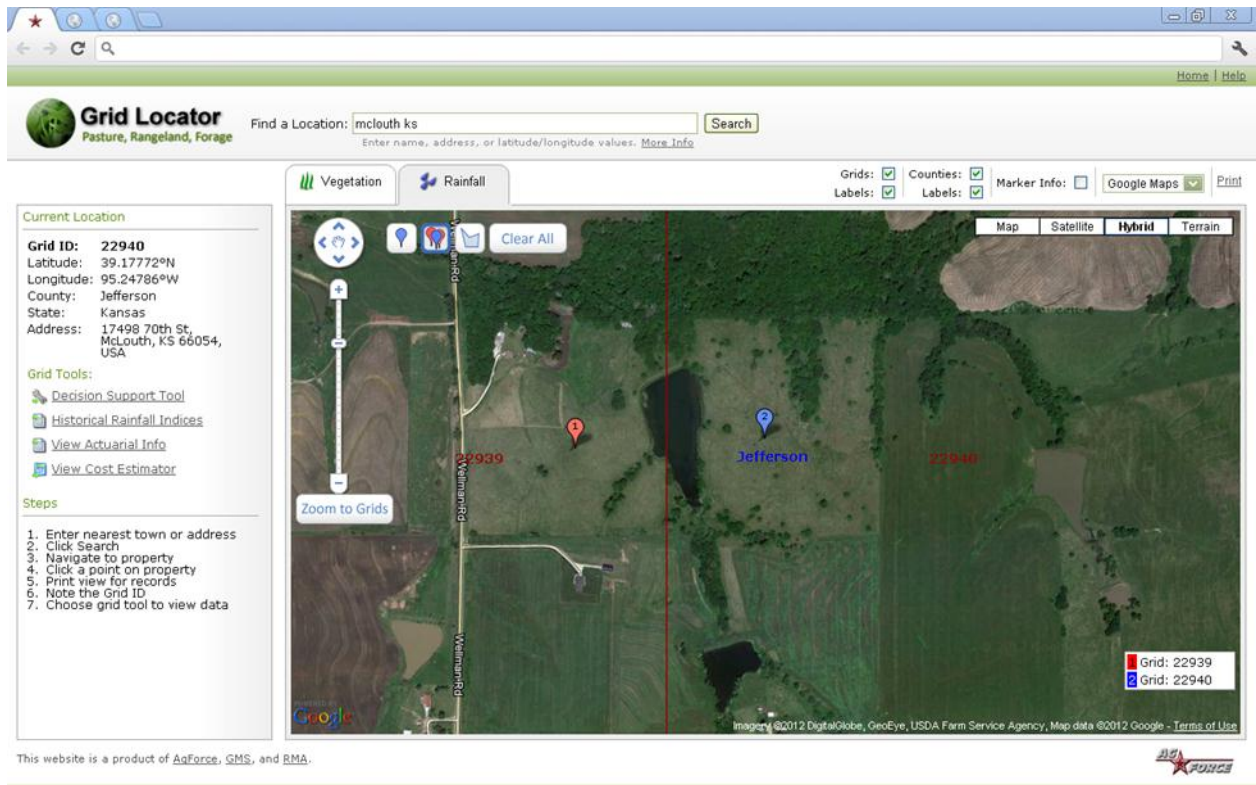 Home | Help
Grid Locator
Pasture, Rangeland, Forage
Find a Location: mclouth ks Search
Enter name, address, or latitude/longitude values. More Info
Vegetation Rainfall
Grids: Counties:
Labels: Labels:
Marker Info: Google Maps Print
Current Location
Grid ID: 22940
Latitude: 39.17772ºN
Longitude: 95.24786ºW
County: Jefferson
State: Kansas
Address: 17498 70th St,
McLouth, KS 66054,
USA
Grid Tools:
Decision Support Tool
Historical Rainfall Indices
View Actuarial Info
View Cost Estimator
Steps
1. Enter nearest town or address
2. Click Search
3. Navigate to property
4. Click a point on property
5. Print view for records
6. Note the Grid ID
7. Choose grid tool to view data
Clear All
Map Satellite Hybrid Terrain
Wellman Rd
1
2
22939 Jefferson 22940
Wellman Rd
Zoom to Grids
Wellman Rd
1 Grid: 22939
2 Grid: 22940
POWERED BY
Google
Imagery ©2012 DigitalGlobe, GeoEye, USDA Farm Service Agency, Map data ©2012 Google - Terms of Use
This website is a product of AgForce, GMS, and RMA.
AG FORCE